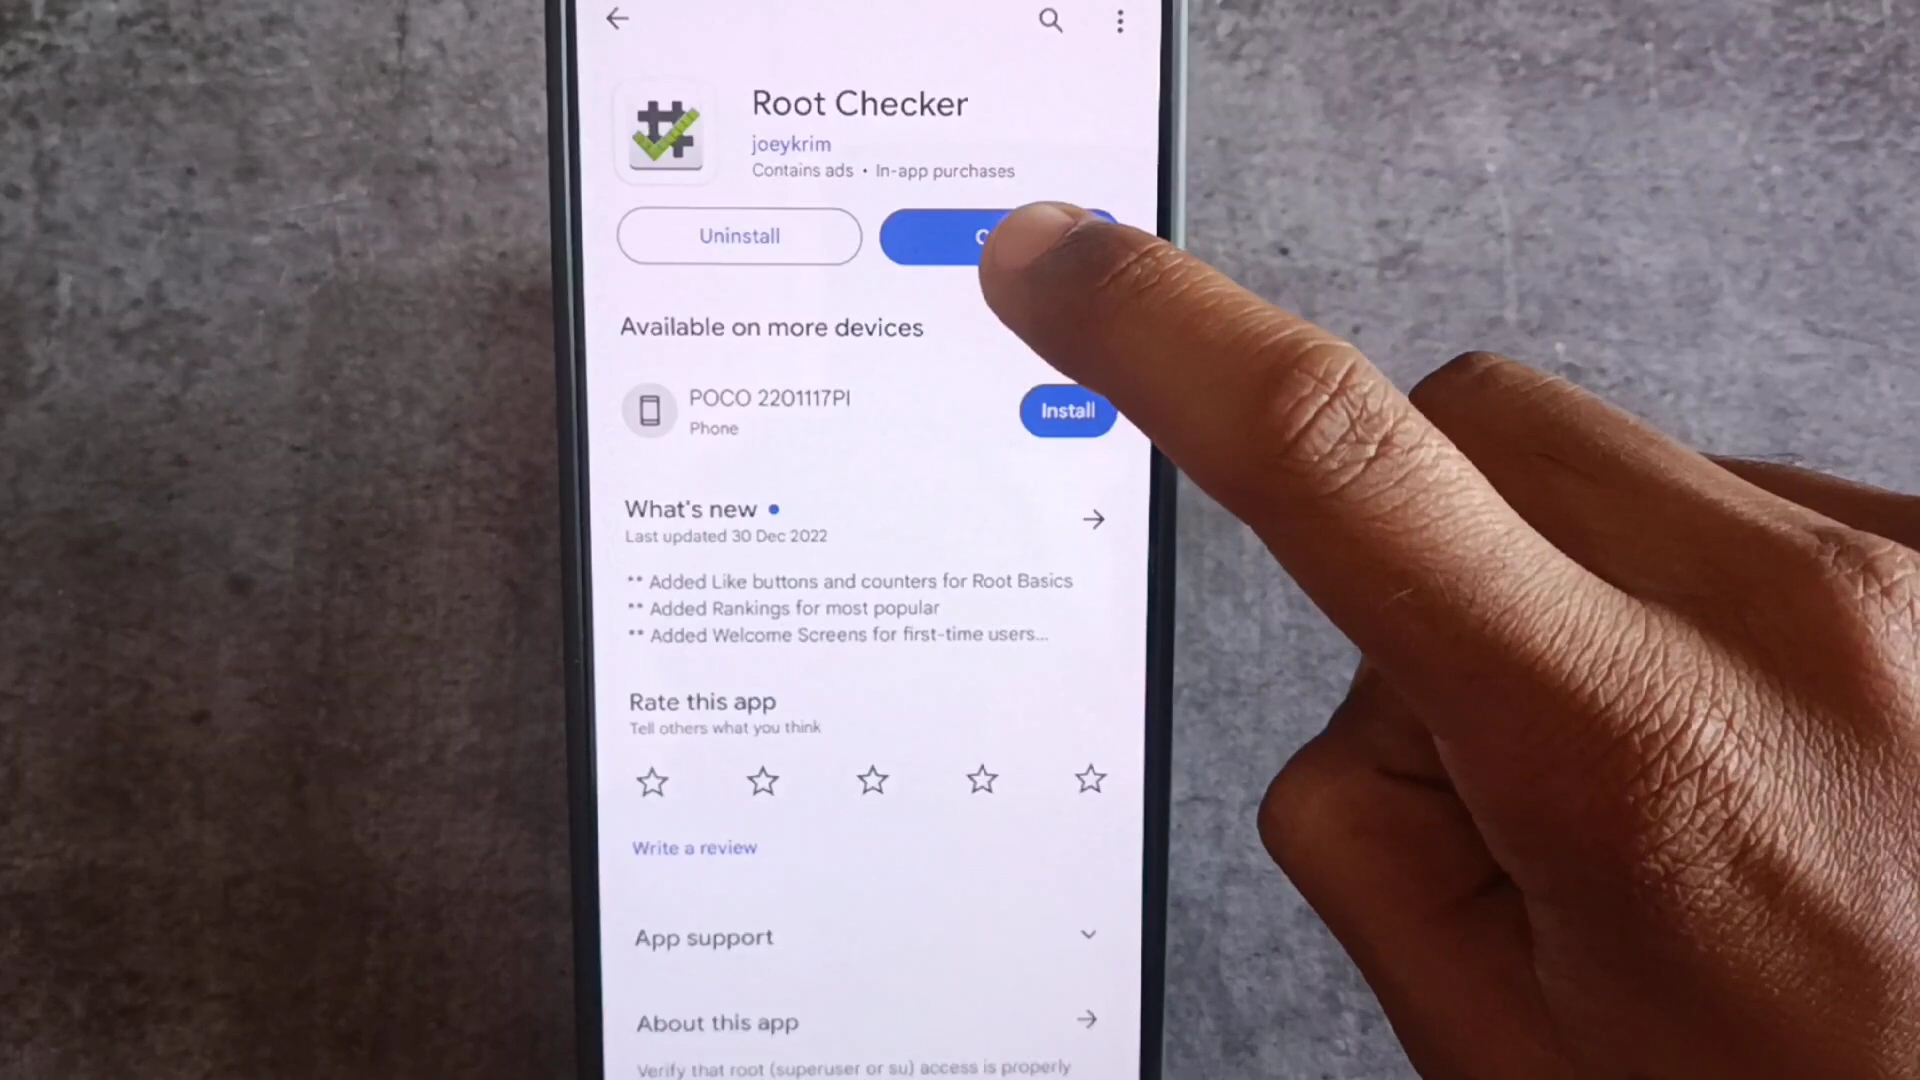 Root Checker
joeykrim
Contains ads • In-app purchases
Uninstall
Available on more devices
POCO 2201117PI
Phone
Install
What's new
Last updated 30 Dec 2022
** Added Like buttons and counters for Root Basics
** Added Rankings for most popular
** Added Welcome Screens for first-time users...
Rate this app
Tell others what you think
Write a review
App support
About this app
Verify that root (superuser or su) access is properly